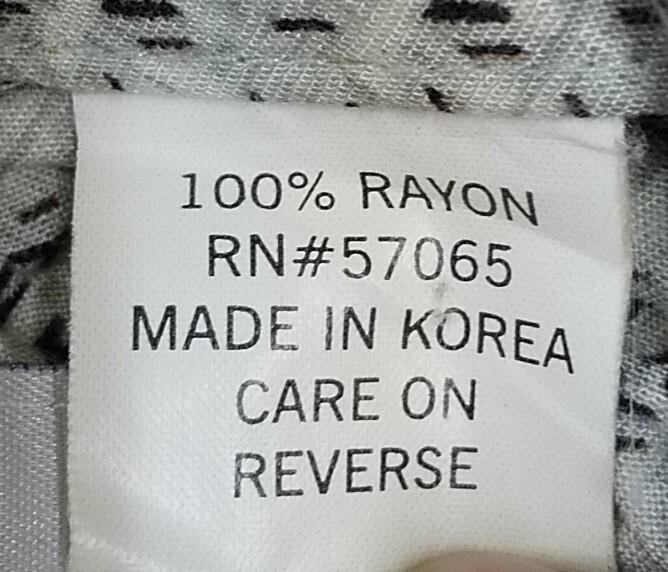 100% RAYON
RN#57065
MADE IN KOREA
CARE ON
REVERSE